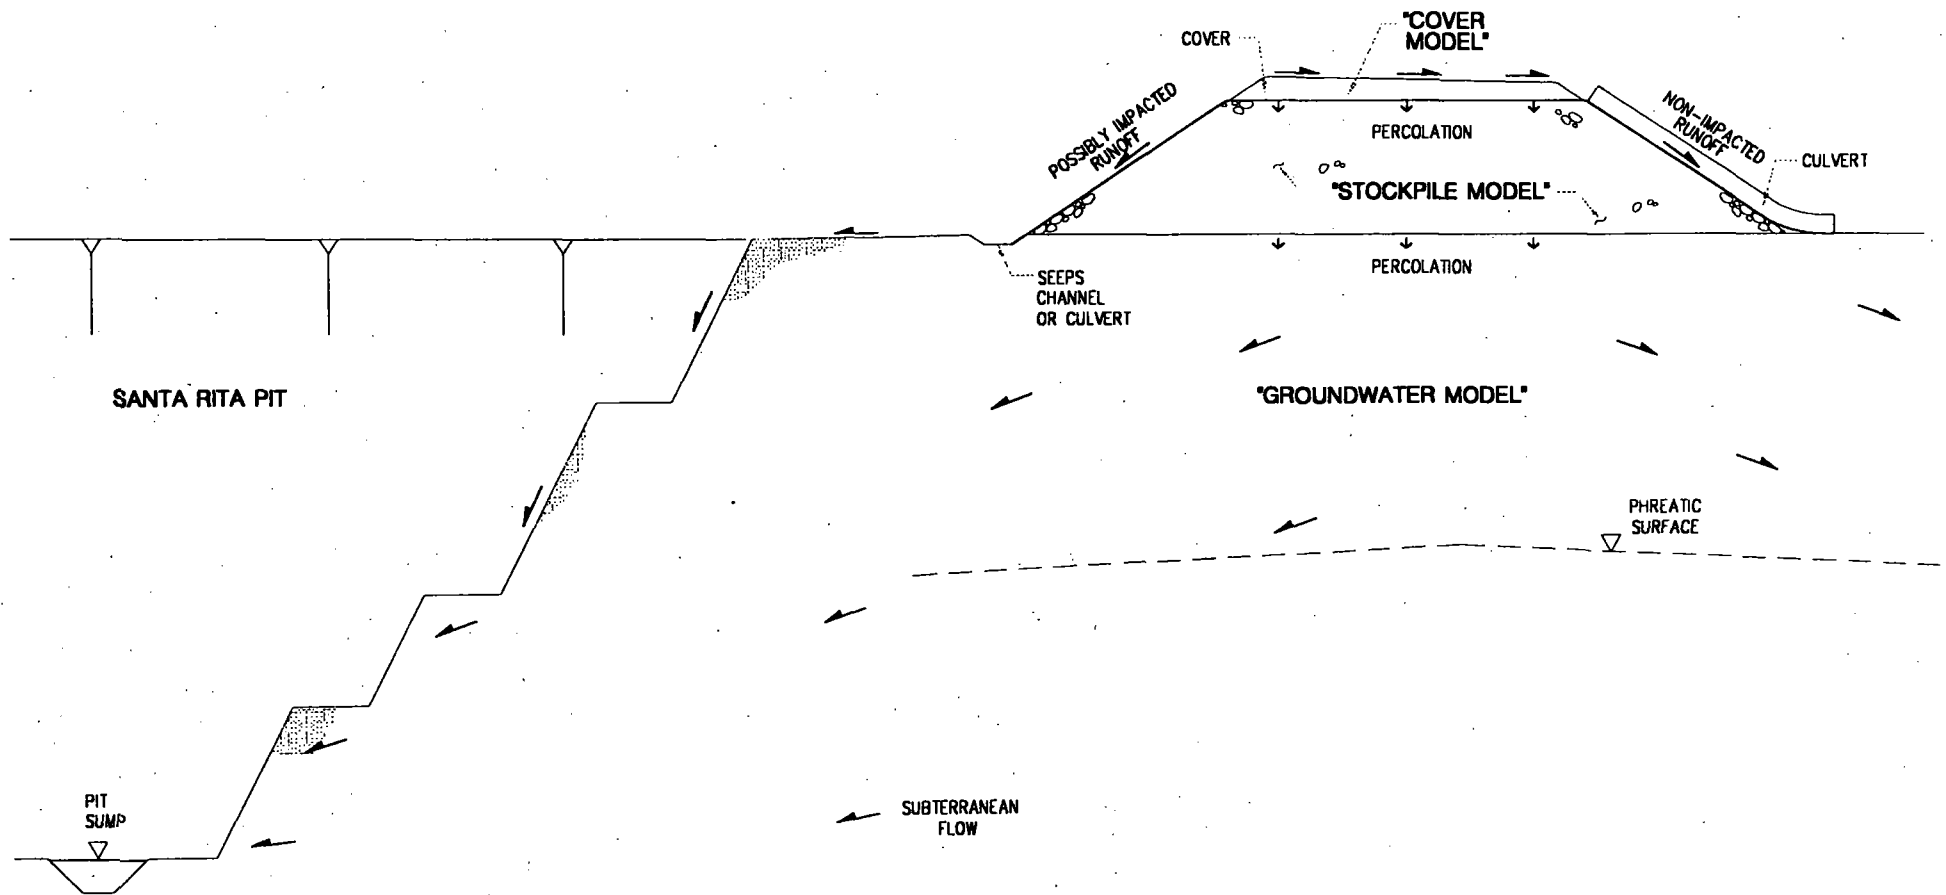 "COVER
MODEL"
COVER
POSSIBLY IMPACTED
RUNOFF
NON-IMPACTED
RUNOFF
PERCOLATION
CULVERT
"STOCKPILE MODEL"
PERCOLATION
SEEPS
CHANNEL
OR CULVERT
SANTA RITA PIT
"GROUNDWATER MODEL"
PHREATIC
SURFACE
PIT
SUMP
SUBTERRANEAN
FLOW